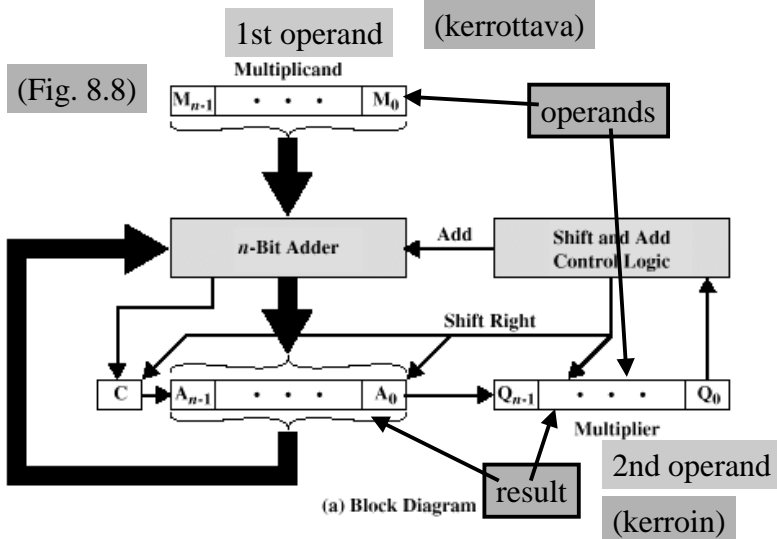 1st operand
(kerrottava)
Multiplicand
(Fig. 8.8)
Mn-1 • • • M0
operands
n-Bit Adder
Add
Shift and Add
Control Logic
Shift Right
C
An-1 • • • A0
Qn-1 • • • Q0
Multiplier
result
2nd operand
(a) Block Diagram
(kerroin)